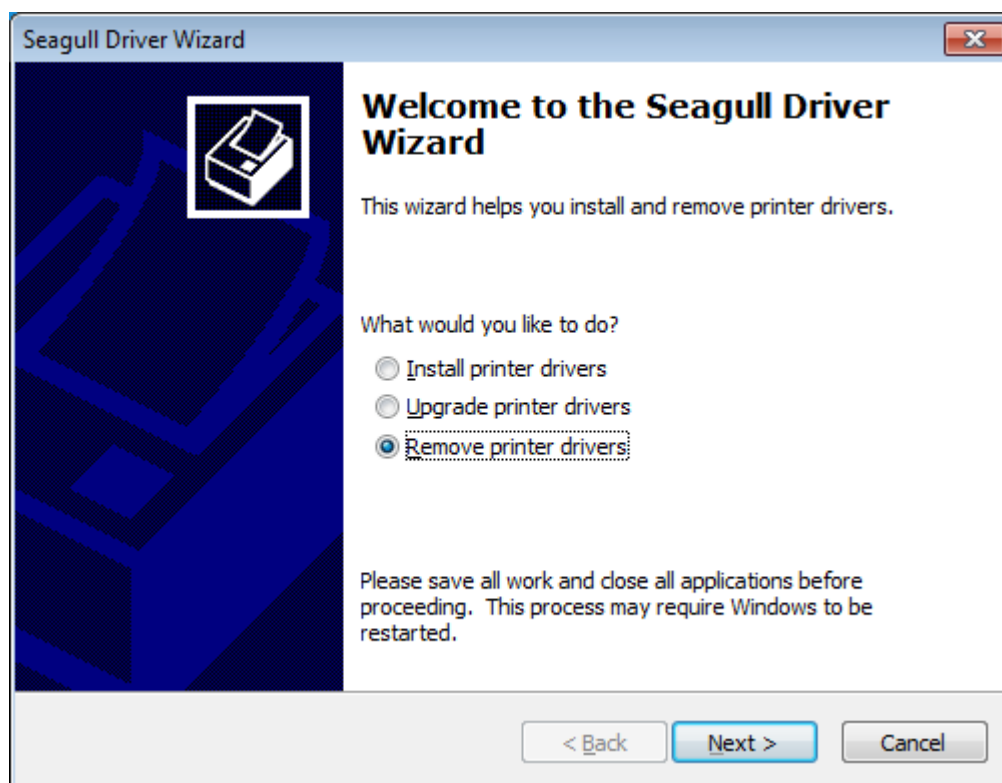 Seagull Driver Wizard
Welcome to the Seagull Driver
Wizard
This wizard helps you install and remove printer drivers.
What would you like to do?
Install printer drivers
Upgrade printer drivers
Remove printer drivers
Please save all work and close all applications before
proceeding.  This process may require Windows to be
restarted.
< Back
Next >
Cancel